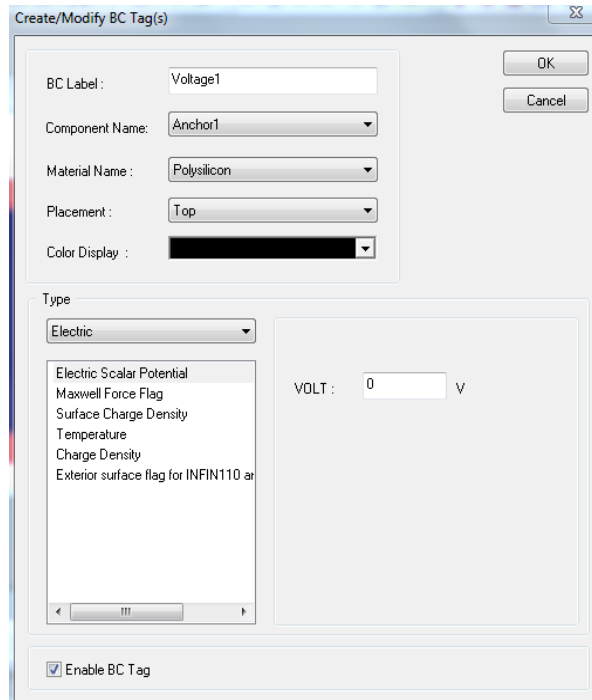 Create/Modify BC Tag(s)
OK
Cancel
BC Label :
Voltage1
Component Name:
Anchor1
Material Name :
Polysilicon
Placement :
Top
Color Display :
Type
Electric
Electric Scalar Potential
Maxwell Force Flag
Surface Charge Density
Temperature
Charge Density
Exterior surface flag for INFIN110 ar
VOLT :
0
V
Enable BC Tag